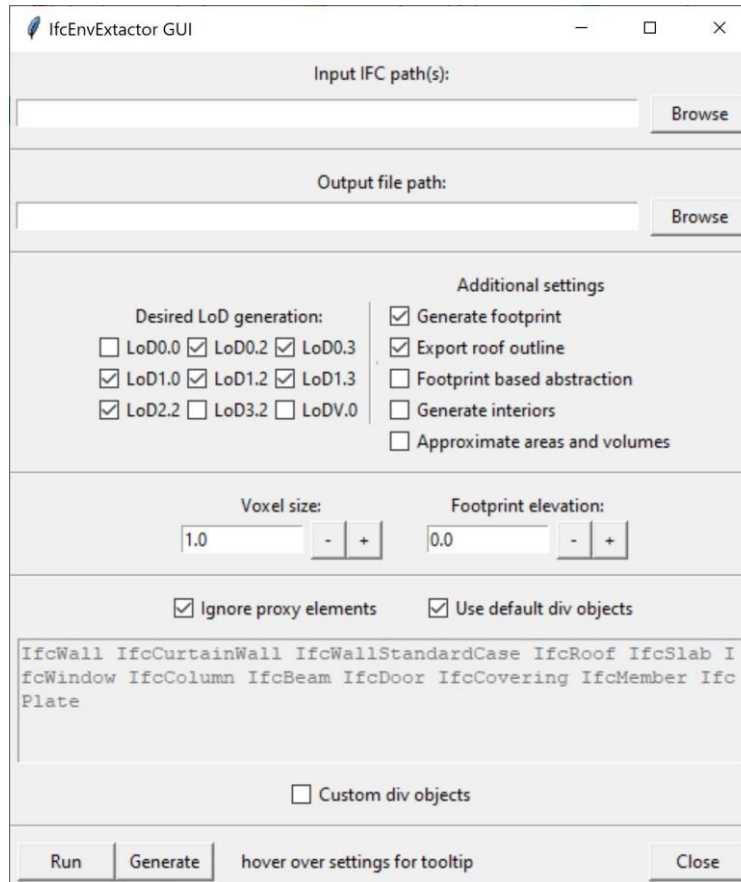 IfcEnvExtactor GUI
Input IFC path(s):
Browse
Output file path:
Browse
Desired LoD generation:
LoD0.0 LoD0.2 LoD0.3
LoD1.0 LoD1.2 LoD1.3
LoD2.2 LoD3.2 LoDV.0
Additional settings
Generate footprint
Export roof outline
Footprint based abstraction
Generate interiors
Approximate areas and volumes
Voxel size:
1.0 - +
Footprint elevation:
0.0 - +
Ignore proxy elements Use default div objects
IfcWall IfcCurtainWall IfcWallStandardCase IfcRoof IfcSlab I
fcWindow IfcColumn IfcBeam IfcDoor IfcCovering IfcMember Ifc
Plate
Custom div objects
Run Generate hover over settings for tooltip Close